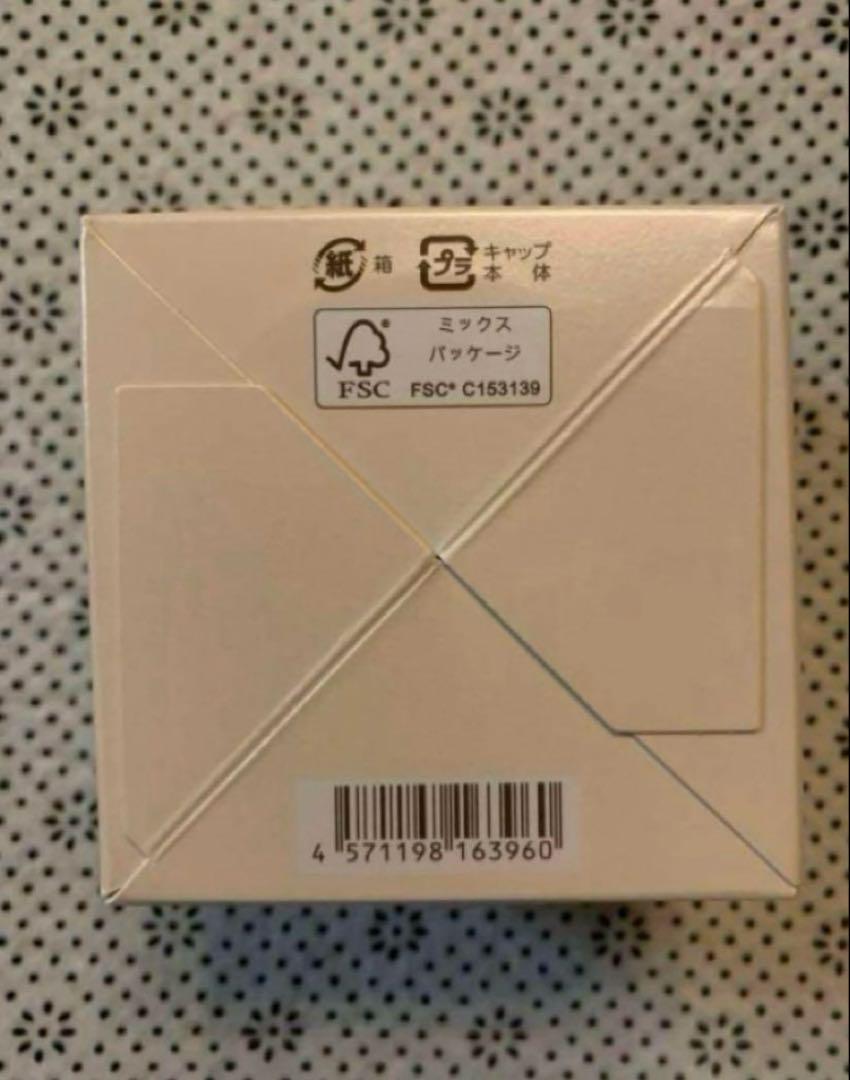 紙 箱
プラ キャップ
本体
ミックス
パッケージ
FSC FSC® C153139
4 571198 163960